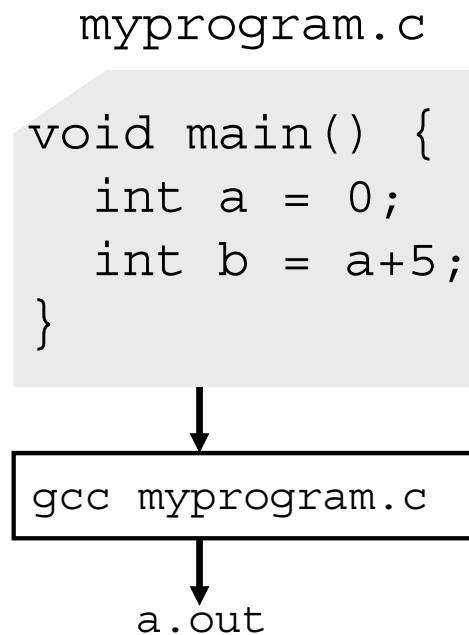 myprogram.c
void main() {
int a = 0;
int b = a+5;
}
gcc myprogram.c
a.out